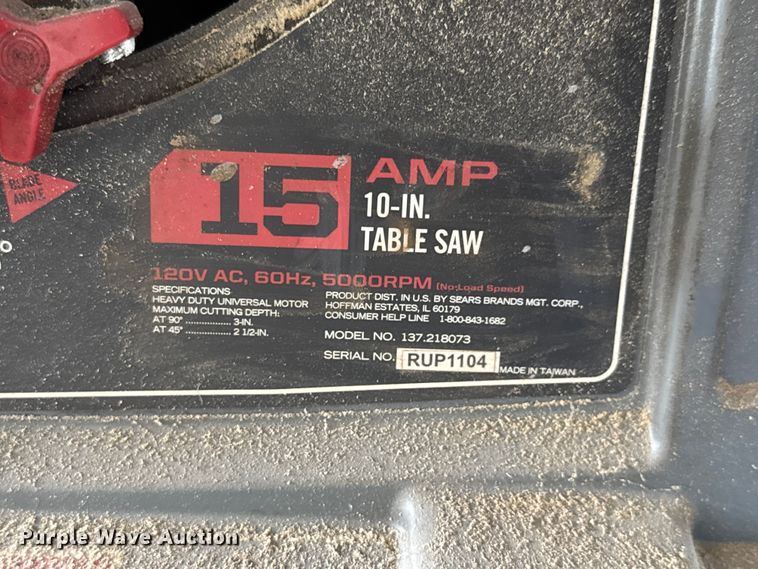 BLADE
ANGLE
15 AMP
10-IN.
TABLE SAW
120V AC, 60Hz, 5000RPM (No-Load Speed)
SPECIFICATIONS
HEAVY DUTY UNIVERSAL MOTOR
MAXIMUM CUTTING DEPTH:
AT 90° ................ 3-IN.
AT 45° ................ 2 1/2-IN.
PRODUCT DIST. IN U.S. BY SEARS BRANDS MGT. CORP.,
HOFFMAN ESTATES, IL 60179
CONSUMER HELP LINE 1-800-843-1682
MODEL NO. 137.218073
SERIAL NO. RUP1104
MADE IN TAIWAN
Purple Wave Auction